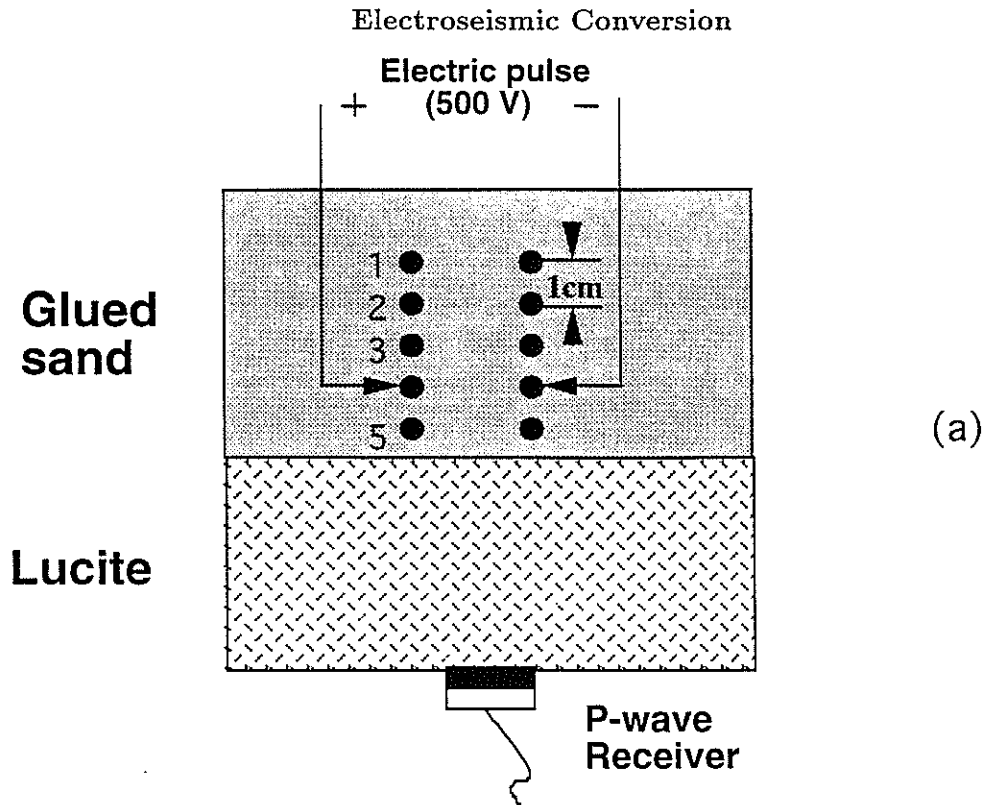 Electroseismic Conversion
Electric pulse
+ (500 V) −
1
2
3
5
1cm
Glued
sand
(a)
Lucite
P-wave
Receiver